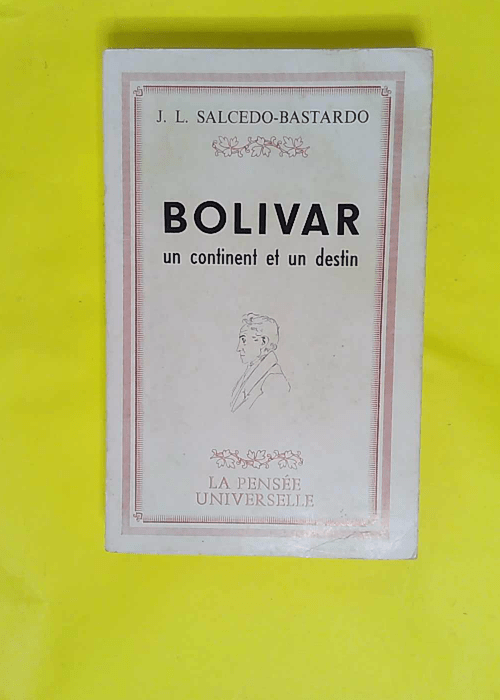 J. L. SALCEDO-BASTARDO
BOLIVAR
un continent et un destin
LA PENSÉE
UNIVERSELLE